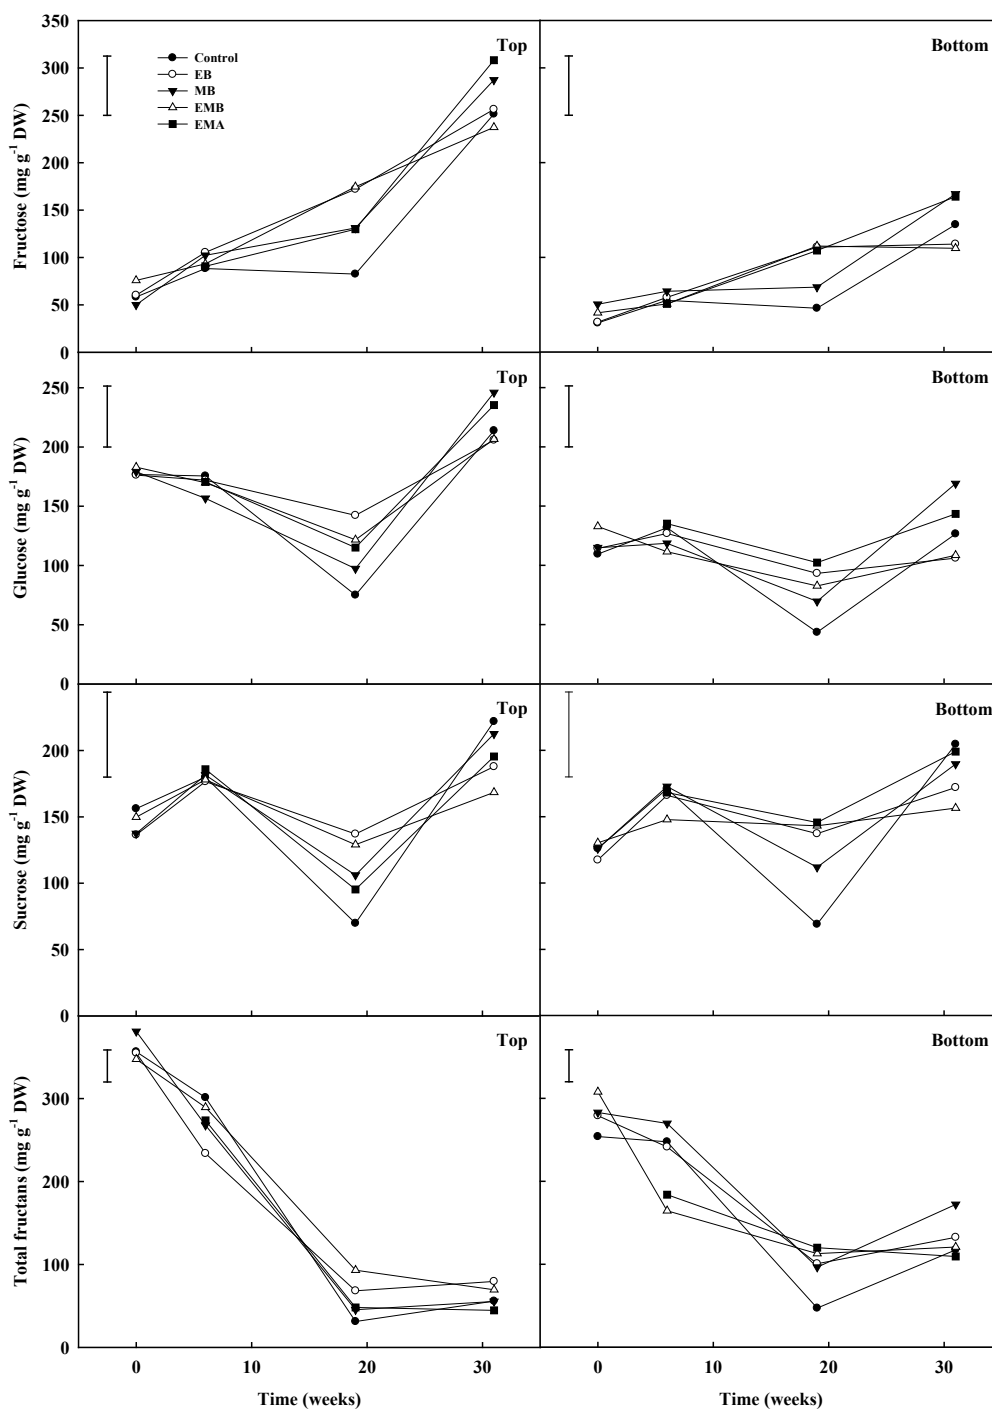 350
300
250
200
150
100
50
0
Fructose (mg g⁻¹ DW)
Top
Control
EB
MB
EMB
EMA
Bottom
250
200
150
100
50
0
Glucose (mg g⁻¹ DW)
Top
Bottom
200
150
100
50
0
Sucrose (mg g⁻¹ DW)
Top
Bottom
300
200
100
0
Total fructans (mg g⁻¹ DW)
Top
Bottom
0 10 20 30
0 10 20 30
Time (weeks)
Time (weeks)